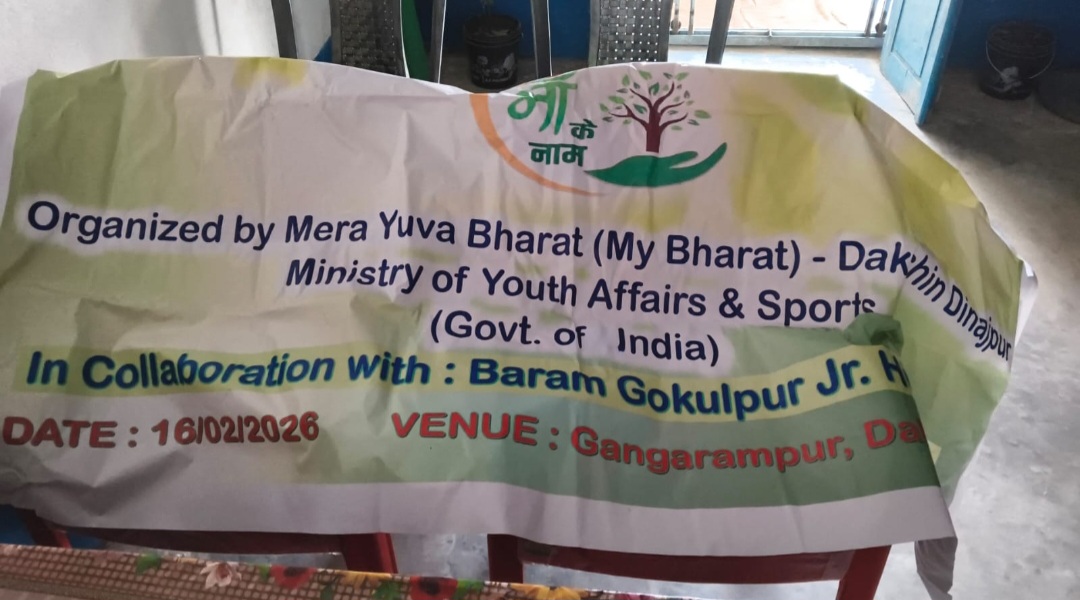 माँ
के
नाम
Organized by Mera Yuva Bharat (My Bharat) - Dakhin Dinajpur
Ministry of Youth Affairs & Sports
(Govt. of India)
In Collaboration With : Baram Gokulpur Jr.
DATE : 16/02/2026 VENUE : Gangarampur,